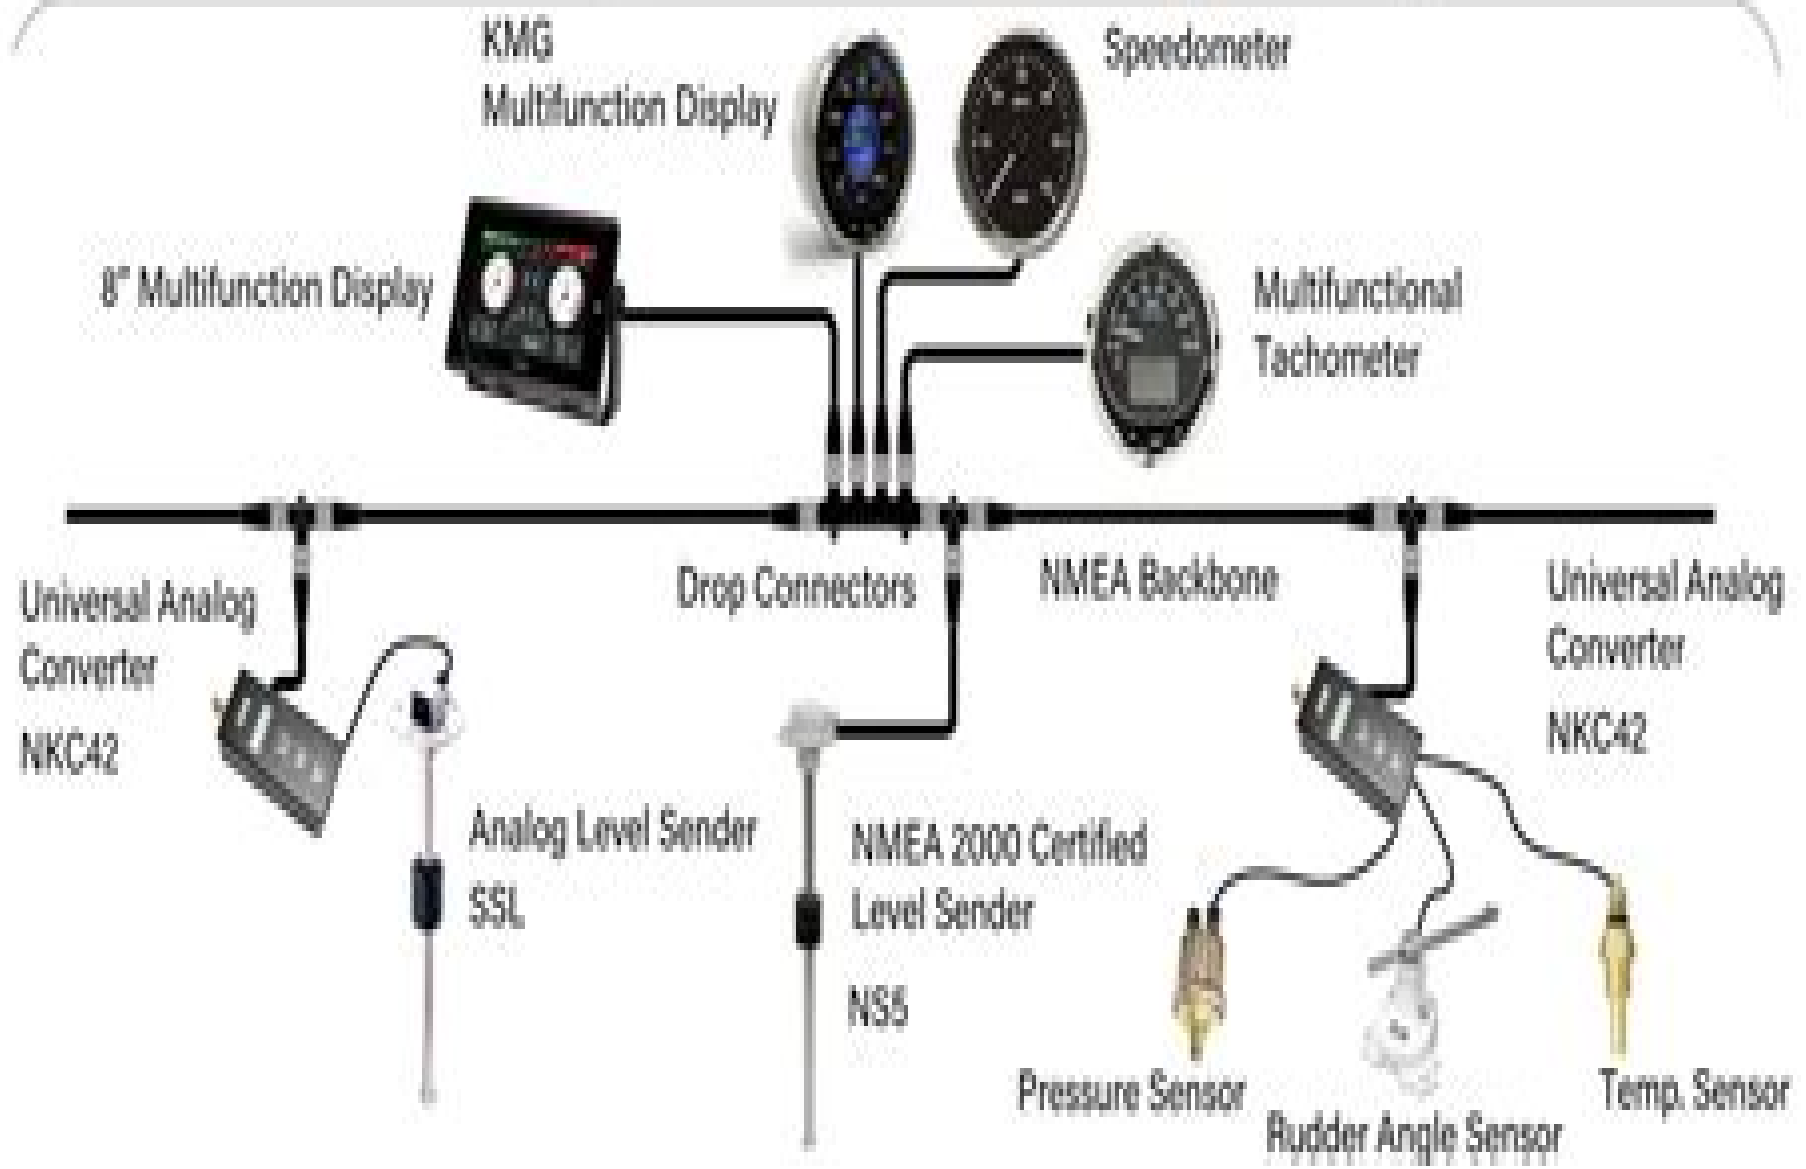 KMG
Multifunction Display
Speedometer
8" Multifunction Display
Multifunctional
Tachometer
Drop Connectors
NMEA Backbone
Universal Analog
Converter
NKC42
Universal Analog
Converter
NKC42
Analog Level Sender
SSL
NMEA 2000 Certified
Level Sender
NS5
Pressure Sensor
Rudder Angle Sensor
Temp. Sensor